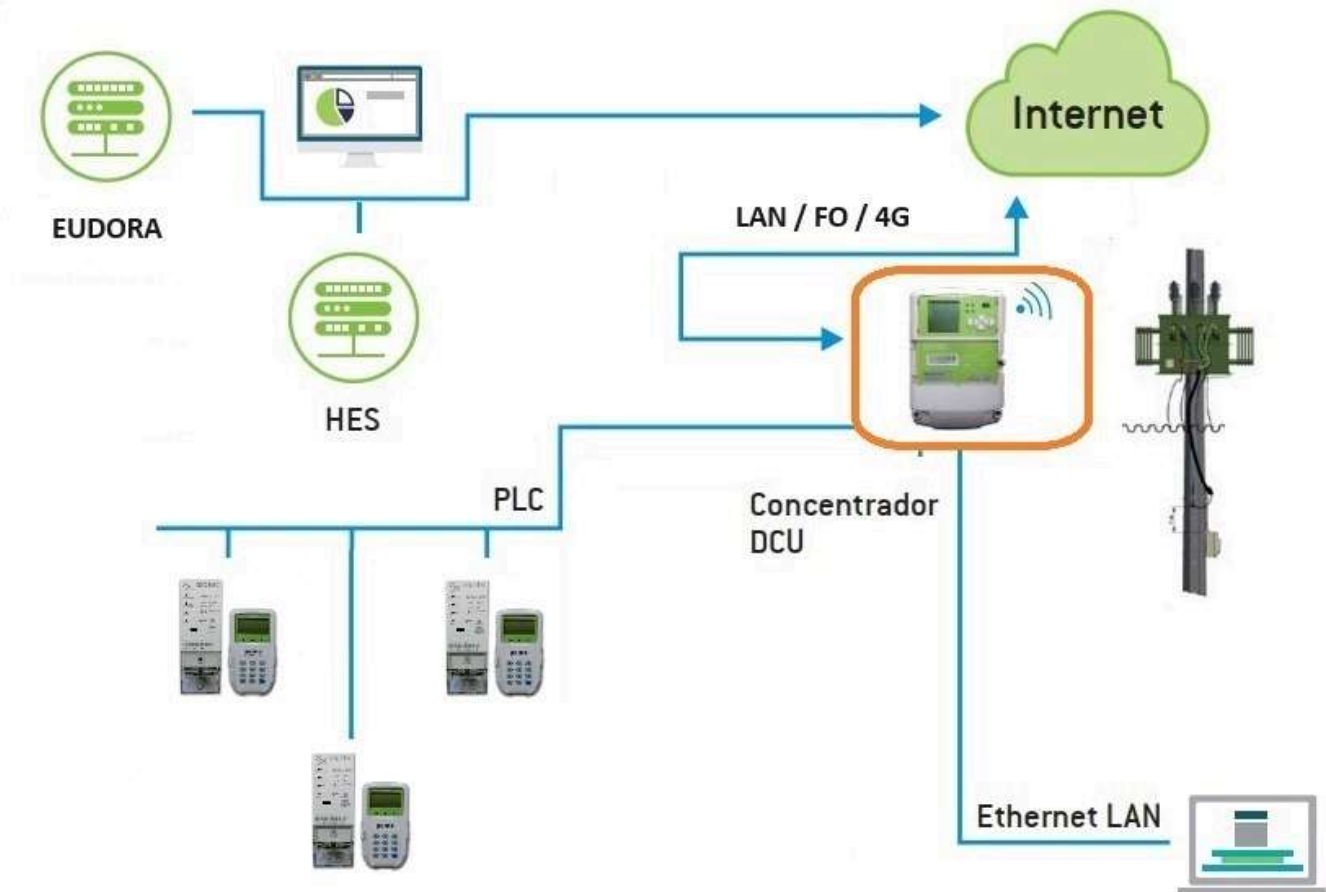 Internet
LAN / FO / 4G
EUDORA
HES
PLC
Concentrador
DCU
Ethernet LAN